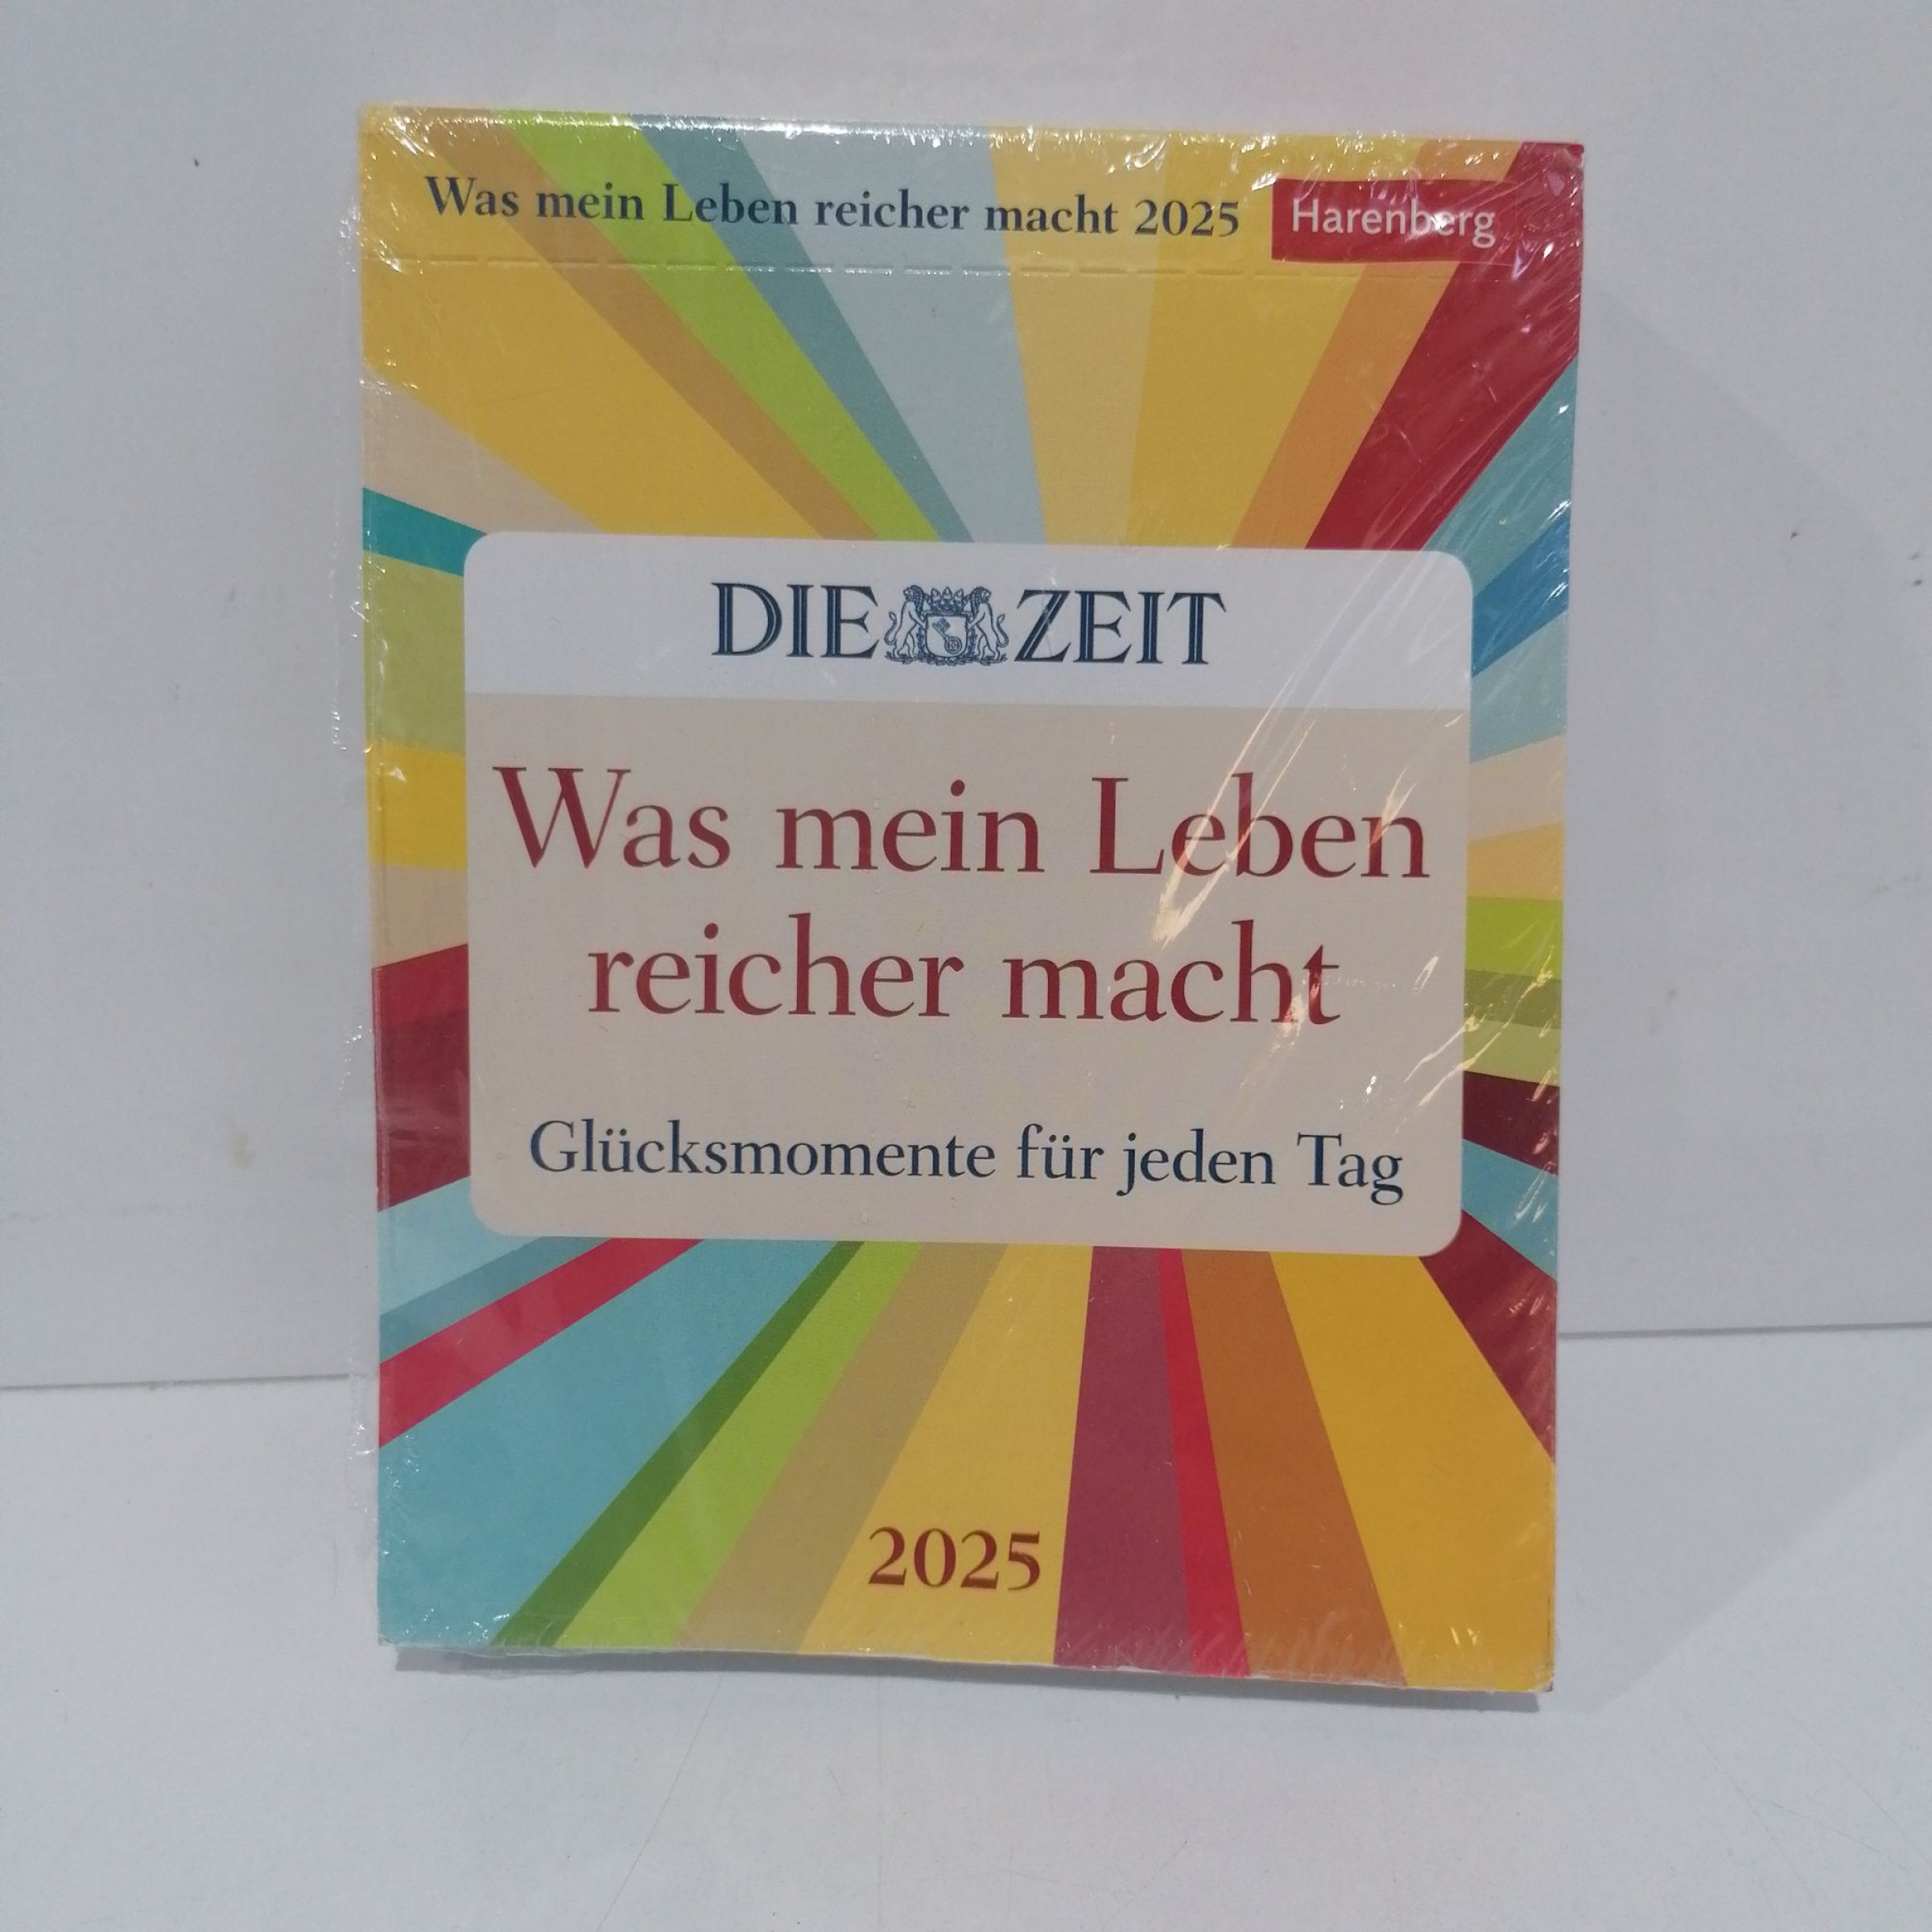 Was mein Leben reicher macht 2025 Harenberg
DIE ZEIT
Was mein Leben
reicher macht
Glücksmomente für jeden Tag
2025